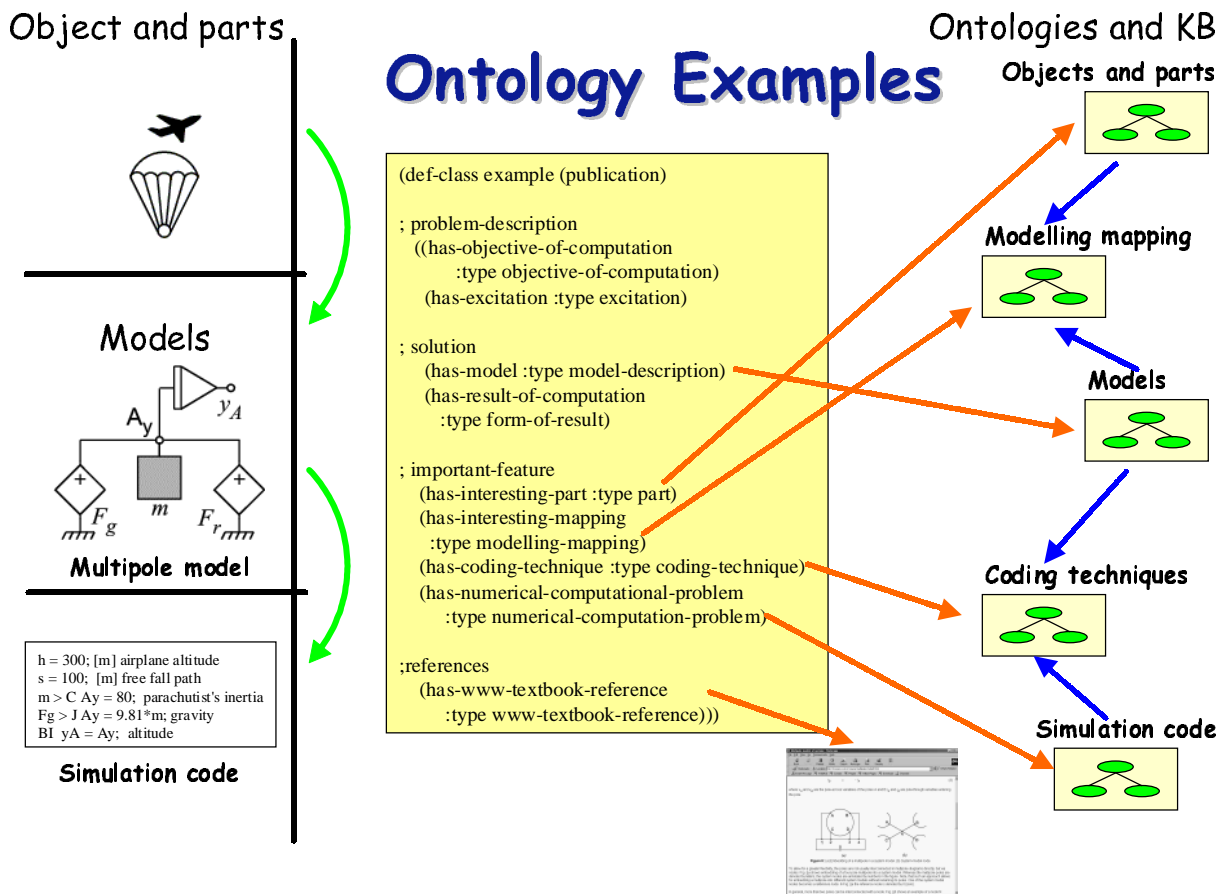 Object and parts
Ontology Examples
Ontologies and KB
Objects and parts
Modelling mapping
Models
Coding techniques
Simulation code
Models
A_y
y_A
F_g
m
F_r
+
+
Multipole model
h = 300; [m] airplane altitude
s = 100;  [m] free fall path
m > C Ay = 80;  parachutist's inertia
Fg > J Ay = 9.81*m; gravity
BI  yA = Ay;  altitude
Simulation code
(def-class example (publication)
; problem-description
((has-objective-of-computation
:type objective-of-computation)
(has-excitation :type excitation)
; solution
(has-model :type model-description)
(has-result-of-computation
:type form-of-result)
; important-feature
(has-interesting-part :type part)
(has-interesting-mapping
:type modelling-mapping)
(has-coding-technique :type coding-technique)
(has-numerical-computational-problem
:type numerical-computation-problem)
;references
(has-www-textbook-reference
:type www-textbook-reference)))